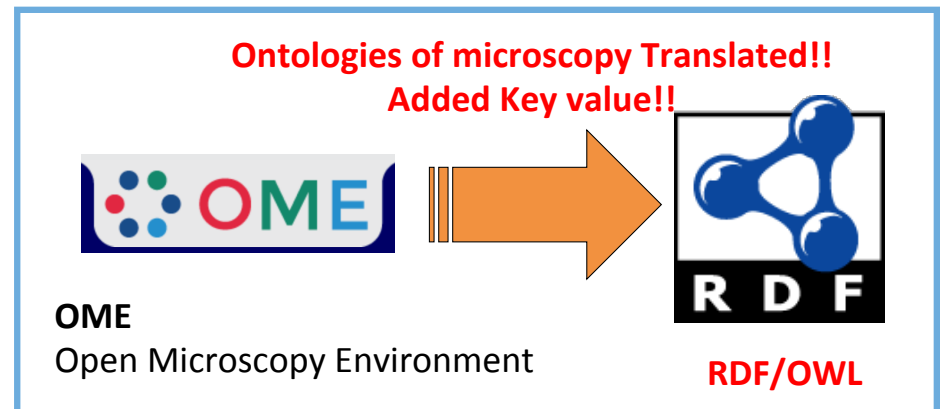 Ontologies of microscopy Translated!!
Added Key value!!
OME
RDF
OME
Open Microscopy Environment
RDF/OWL